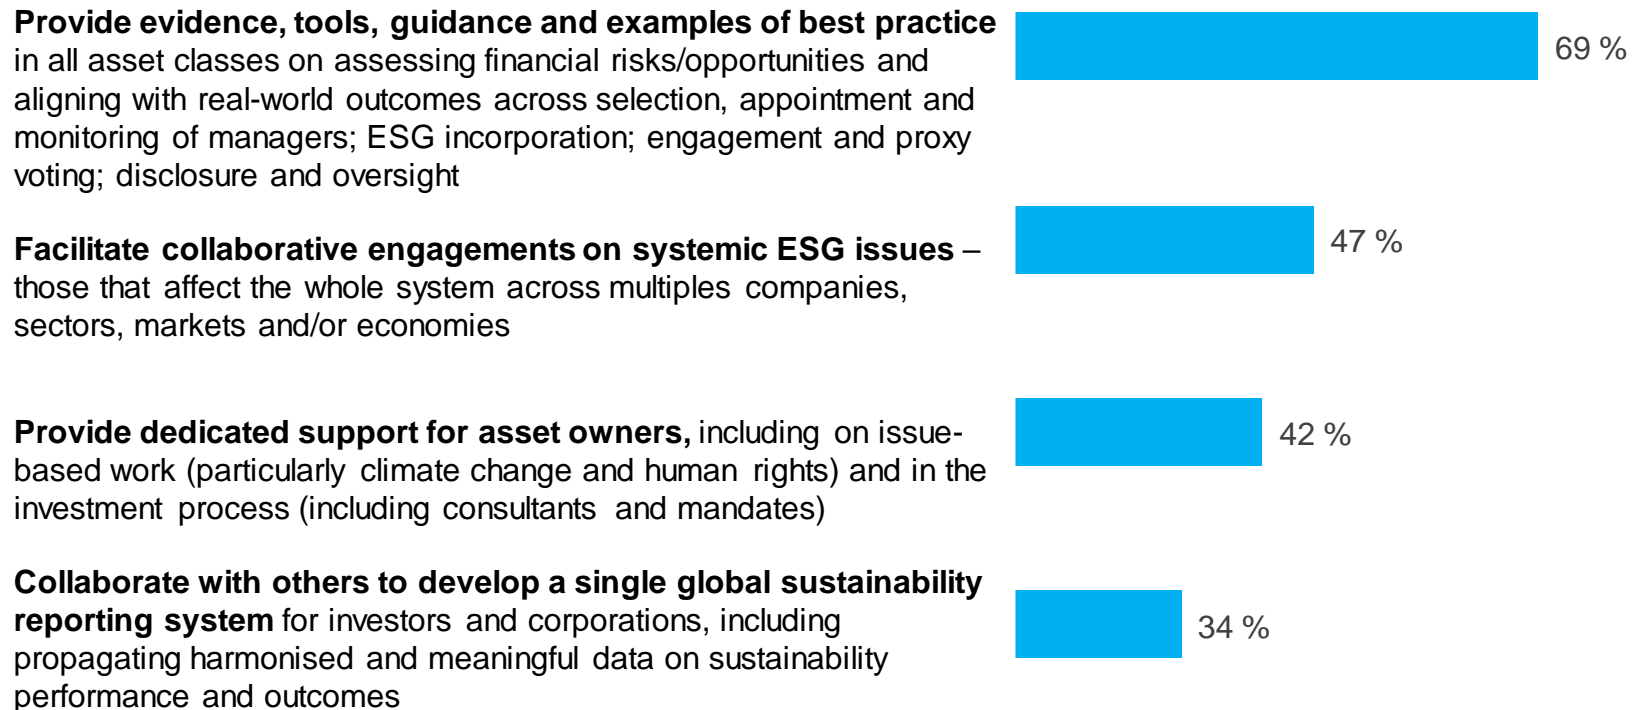 Provide evidence, tools, guidance and examples of best practice
in all asset classes on assessing financial risks/opportunities and
aligning with real-world outcomes across selection, appointment and
monitoring of managers; ESG incorporation; engagement and proxy
voting; disclosure and oversight
69 %
Facilitate collaborative engagements on systemic ESG issues –
those that affect the whole system across multiples companies,
sectors, markets and/or economies
47 %
Provide dedicated support for asset owners, including on issue-
based work (particularly climate change and human rights) and in the
investment process (including consultants and mandates)
42 %
Collaborate with others to develop a single global sustainability
reporting system for investors and corporations, including
propagating harmonised and meaningful data on sustainability
performance and outcomes
34 %